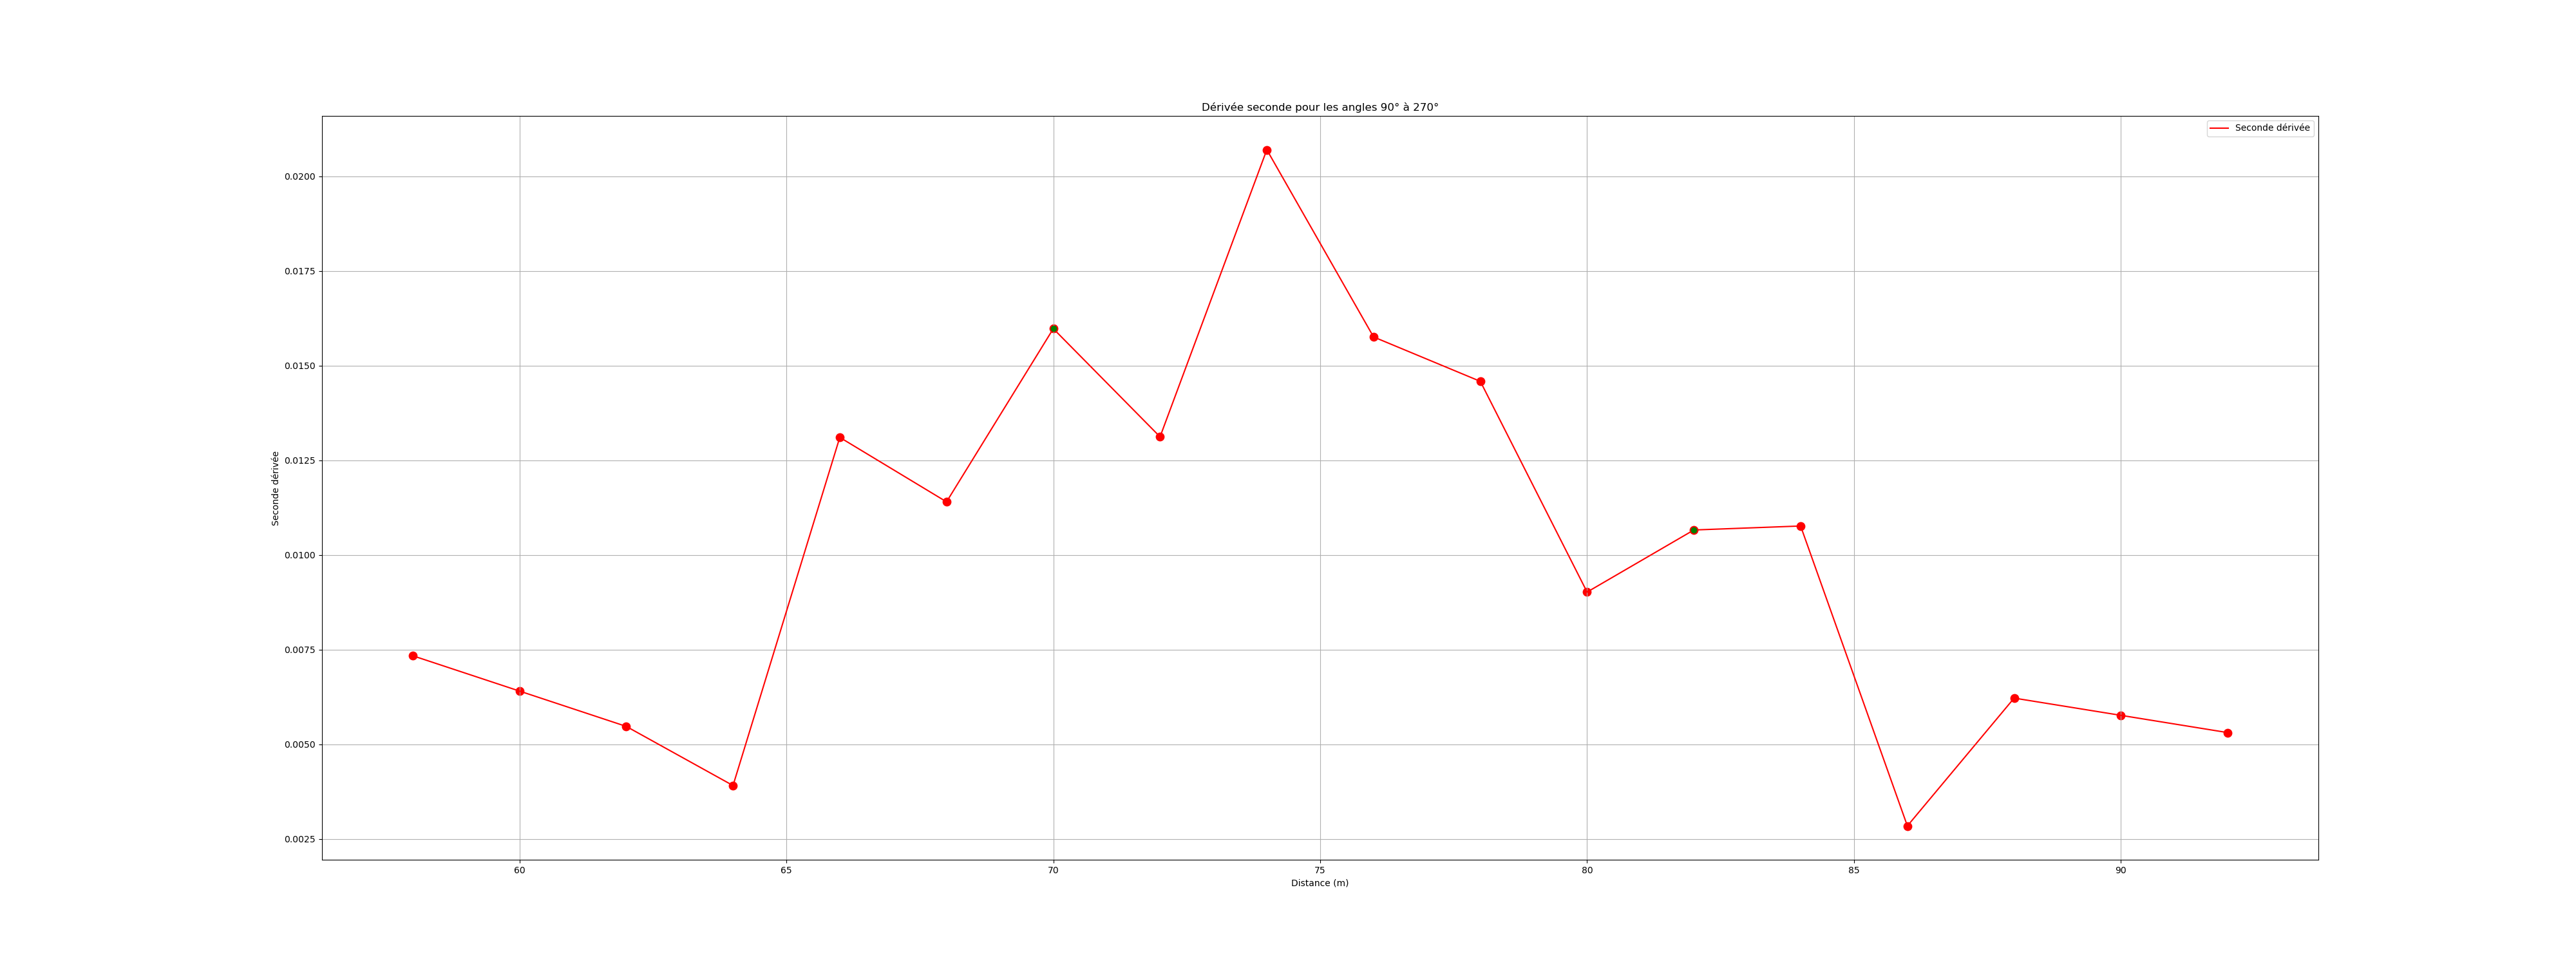 Dérivée seconde pour les angles 90° à 270°
Seconde dérivée
0.0200
0.0175
0.0150
0.0125
0.0100
0.0075
0.0050
0.0025
Seconde dérivée
60 65 70 75 80 85 90
Distance (m)